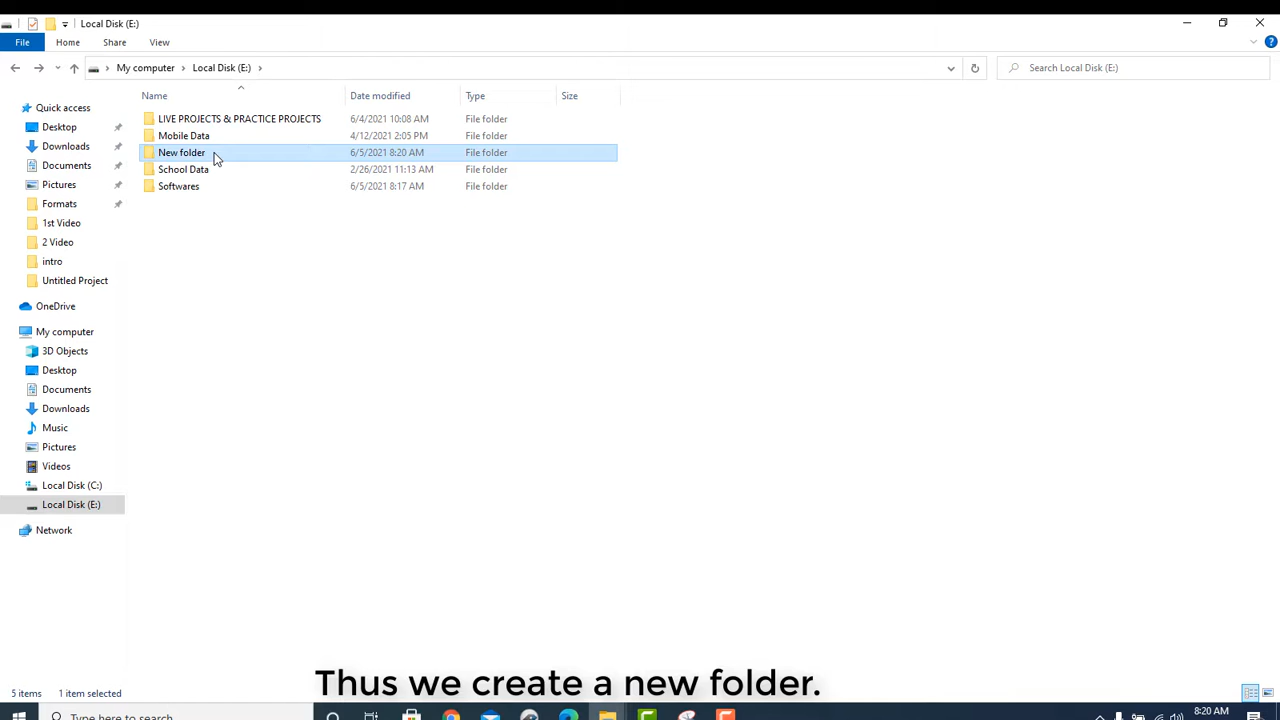 Local Disk (E:)
File Home Share View
My computer Local Disk (E:) Search Local Disk (E:)
Name Date modified Type Size
LIVE PROJECTS & PRACTICE PROJECTS 6/4/2021 10:08 AM File folder
Mobile Data 4/12/2021 2:05 PM File folder
New folder 6/5/2021 8:20 AM File folder
School Data 2/26/2021 11:13 AM File folder
Softwares 6/5/2021 8:17 AM File folder
Quick access
Desktop
Downloads
Documents
Pictures
Formats
1st Video
2 Video
intro
Untitled Project
OneDrive
My computer
3D Objects
Desktop
Documents
Downloads
Music
Pictures
Videos
Local Disk (C:)
Local Disk (E:)
Network
Thus we create a new folder.
5 items 1 item selected
Type here to search 8:20 AM